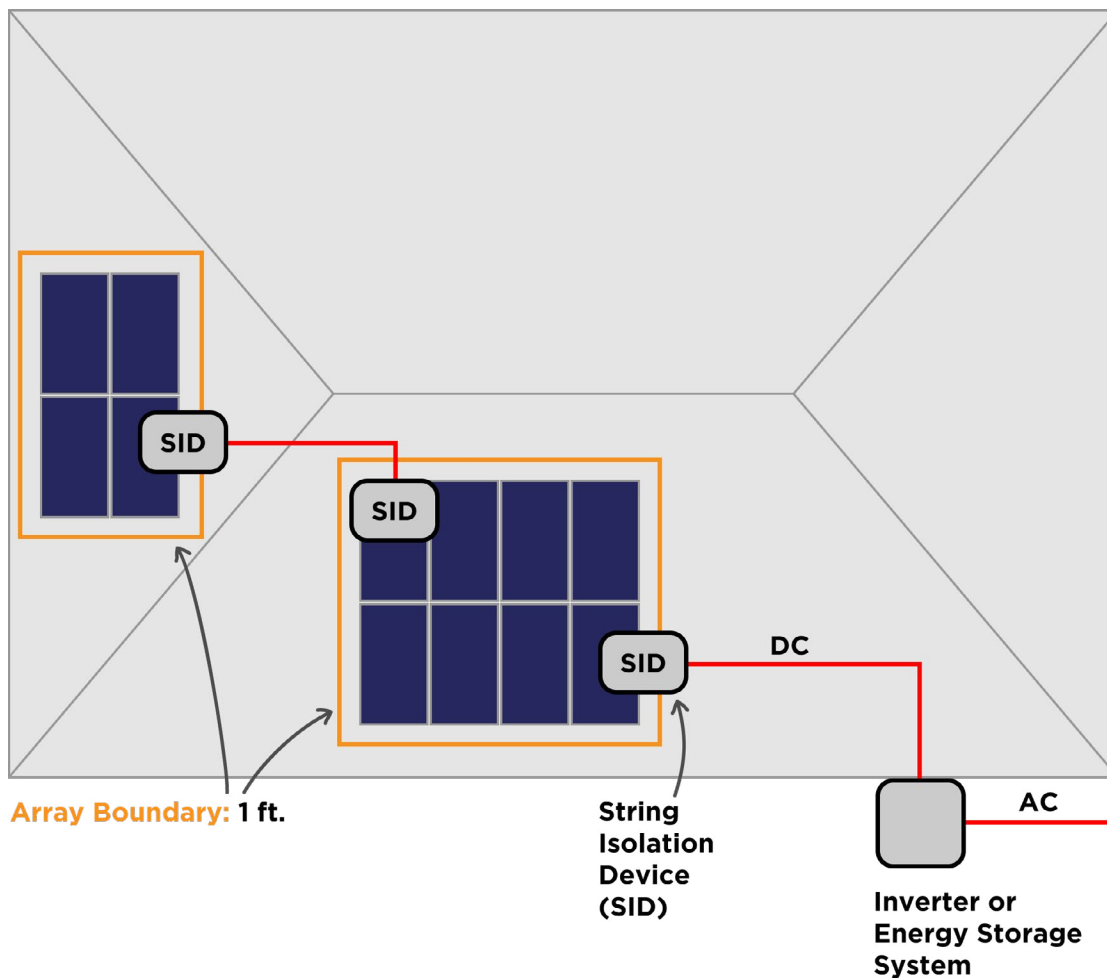 SID
SID
SID
DC
Array Boundary: 1 ft.
String
Isolation
Device
(SID)
AC
Inverter or
Energy Storage
System